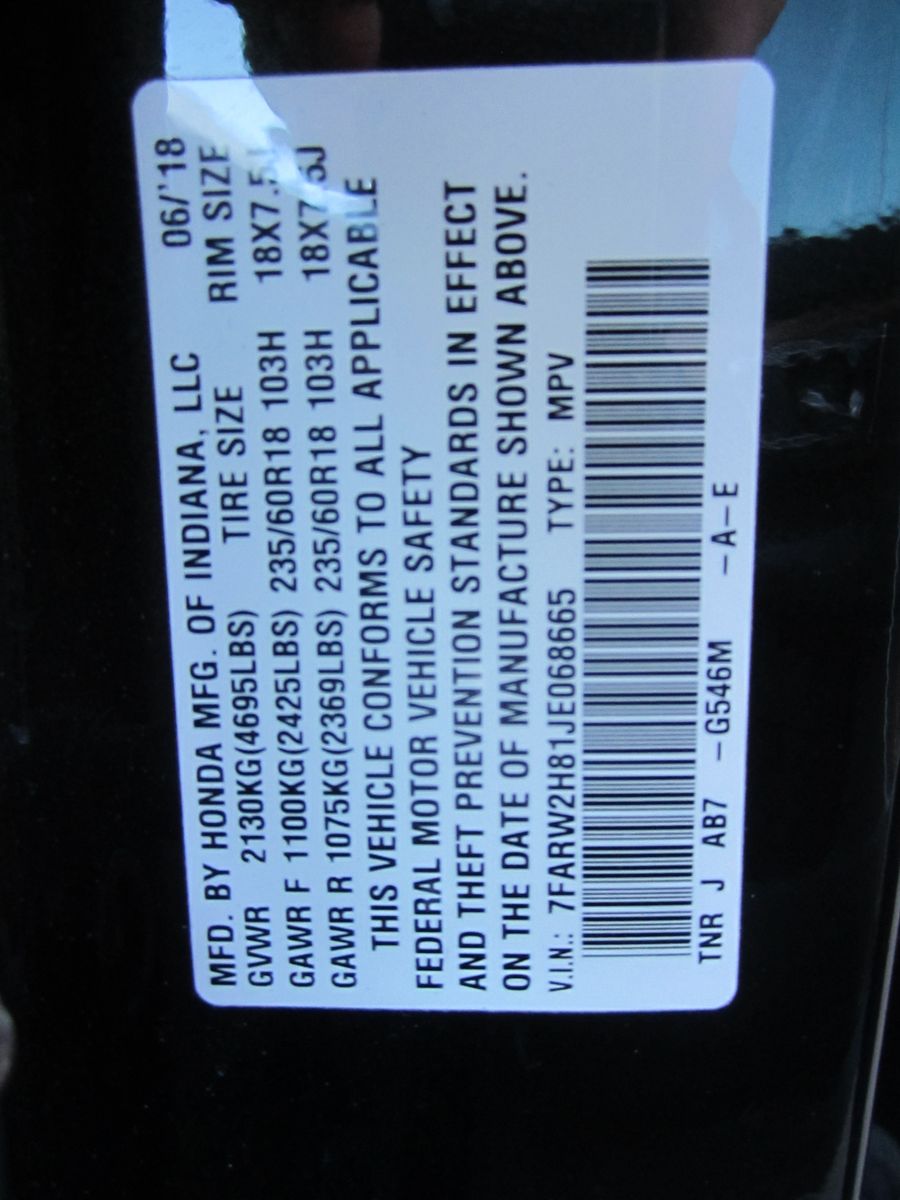 MFD. BY HONDA MFG. OF INDIANA, LLC 06/'18
GVWR 2130KG(4695LBS) TIRE SIZE RIM SIZE
GAWR F 1100KG(2425LBS) 235/60R18 103H 18X7.5J
GAWR R 1075KG(2369LBS) 235/60R18 103H 18X7.5J
THIS VEHICLE CONFORMS TO ALL APPLICABLE
FEDERAL MOTOR VEHICLE SAFETY
AND THEFT PREVENTION STANDARDS IN EFFECT
ON THE DATE OF MANUFACTURE SHOWN ABOVE.
V.I.N.: 7FARW2H81JE068665 TYPE: MPV
TNR J AB7 -G546M -A-E